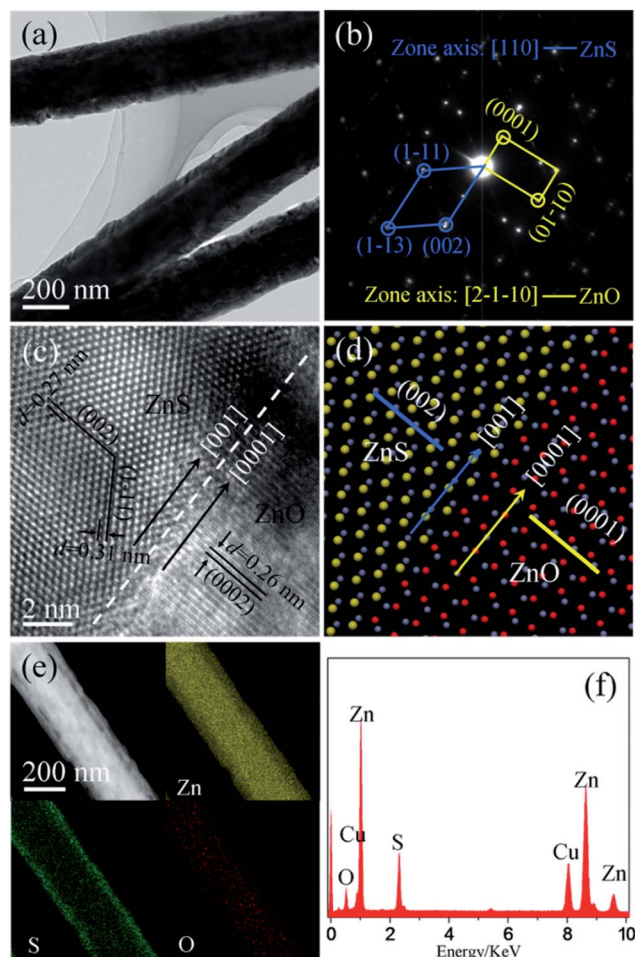 (a)
200 nm
(b)
Zone axis: [110] — ZnS
(0001)
(1-11)
(01-10)
(1-13)
(002)
Zone axis: [2-1-10] — ZnO
(c)
d=0.27 nm
(002)
ZnS
(1-11)
[001]
[0001]
ZnO
d=0.31 nm
d=0.26 nm
(0002)
2 nm
(d)
(002)
ZnS
[001]
[0001]
(0001)
ZnO
(e)
200 nm
Zn
S
O
(f)
Zn
Zn
Cu
S
Cu
O
Zn
0 2 4 6 8 10
Energy/KeV